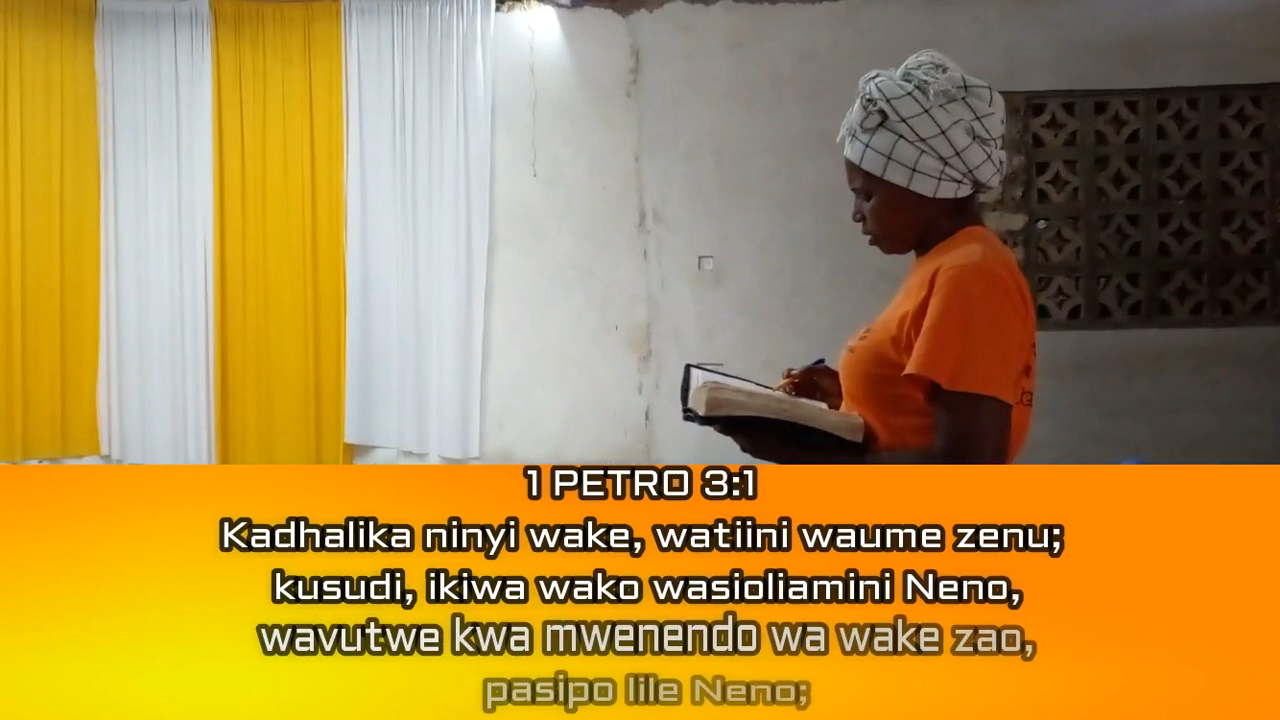 1 PETRO 3:1
Kadhalika ninyi wake, watiini waume zenu;
kusudi, ikiwa wako wasioliamini Neno,
wavutwe kwa mwenendo wa wake zao,
pasipo lile Neno;